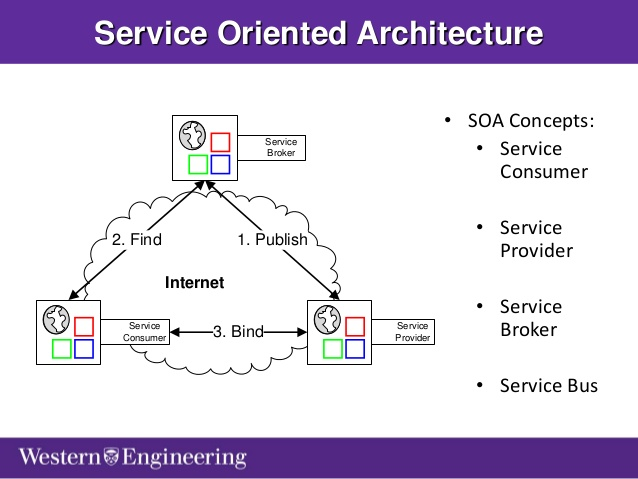 Service Oriented Architecture
Service
Broker
2. Find
1. Publish
Internet
Service
Consumer
3. Bind
Service
Provider
• SOA Concepts:
• Service
Consumer
• Service
Provider
• Service
Broker
• Service Bus
Western Engineering